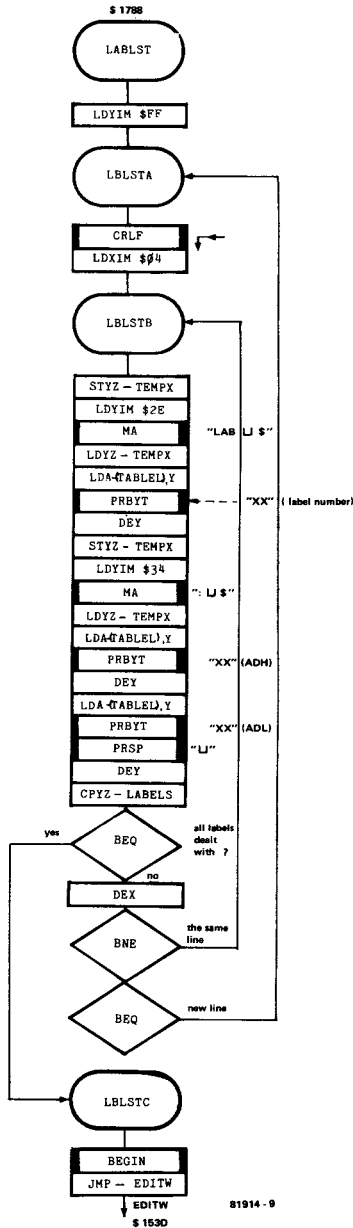 $ 1788
LABLST
LDYIM $FF
LBLSTA
CRLF
LDXIM $Ø4
LBLSTB
STYZ – TEMPX
LDYIM $2E
MA "LAB ⊔ $"
LDYZ – TEMPX
LDA-(TABLEL),Y
PRBYT "XX" ( label number)
DEY
STYZ – TEMPX
LDYIM $34
MA ": ⊔ $"
LDYZ – TEMPX
LDA-(TABLEL),Y
PRBYT "XX" (ADH)
DEY
LDA-(TABLEL),Y
PRBYT "XX" (ADL)
PRSP "⊔"
DEY
CPYZ – LABELS
yes
BEQ
all labels
dealt
with ?
no
DEX
BNE
the same
line
BEQ
new line
LBLSTC
BEGIN
JMP – EDITW
EDITW
$ 153D
81914 - 9